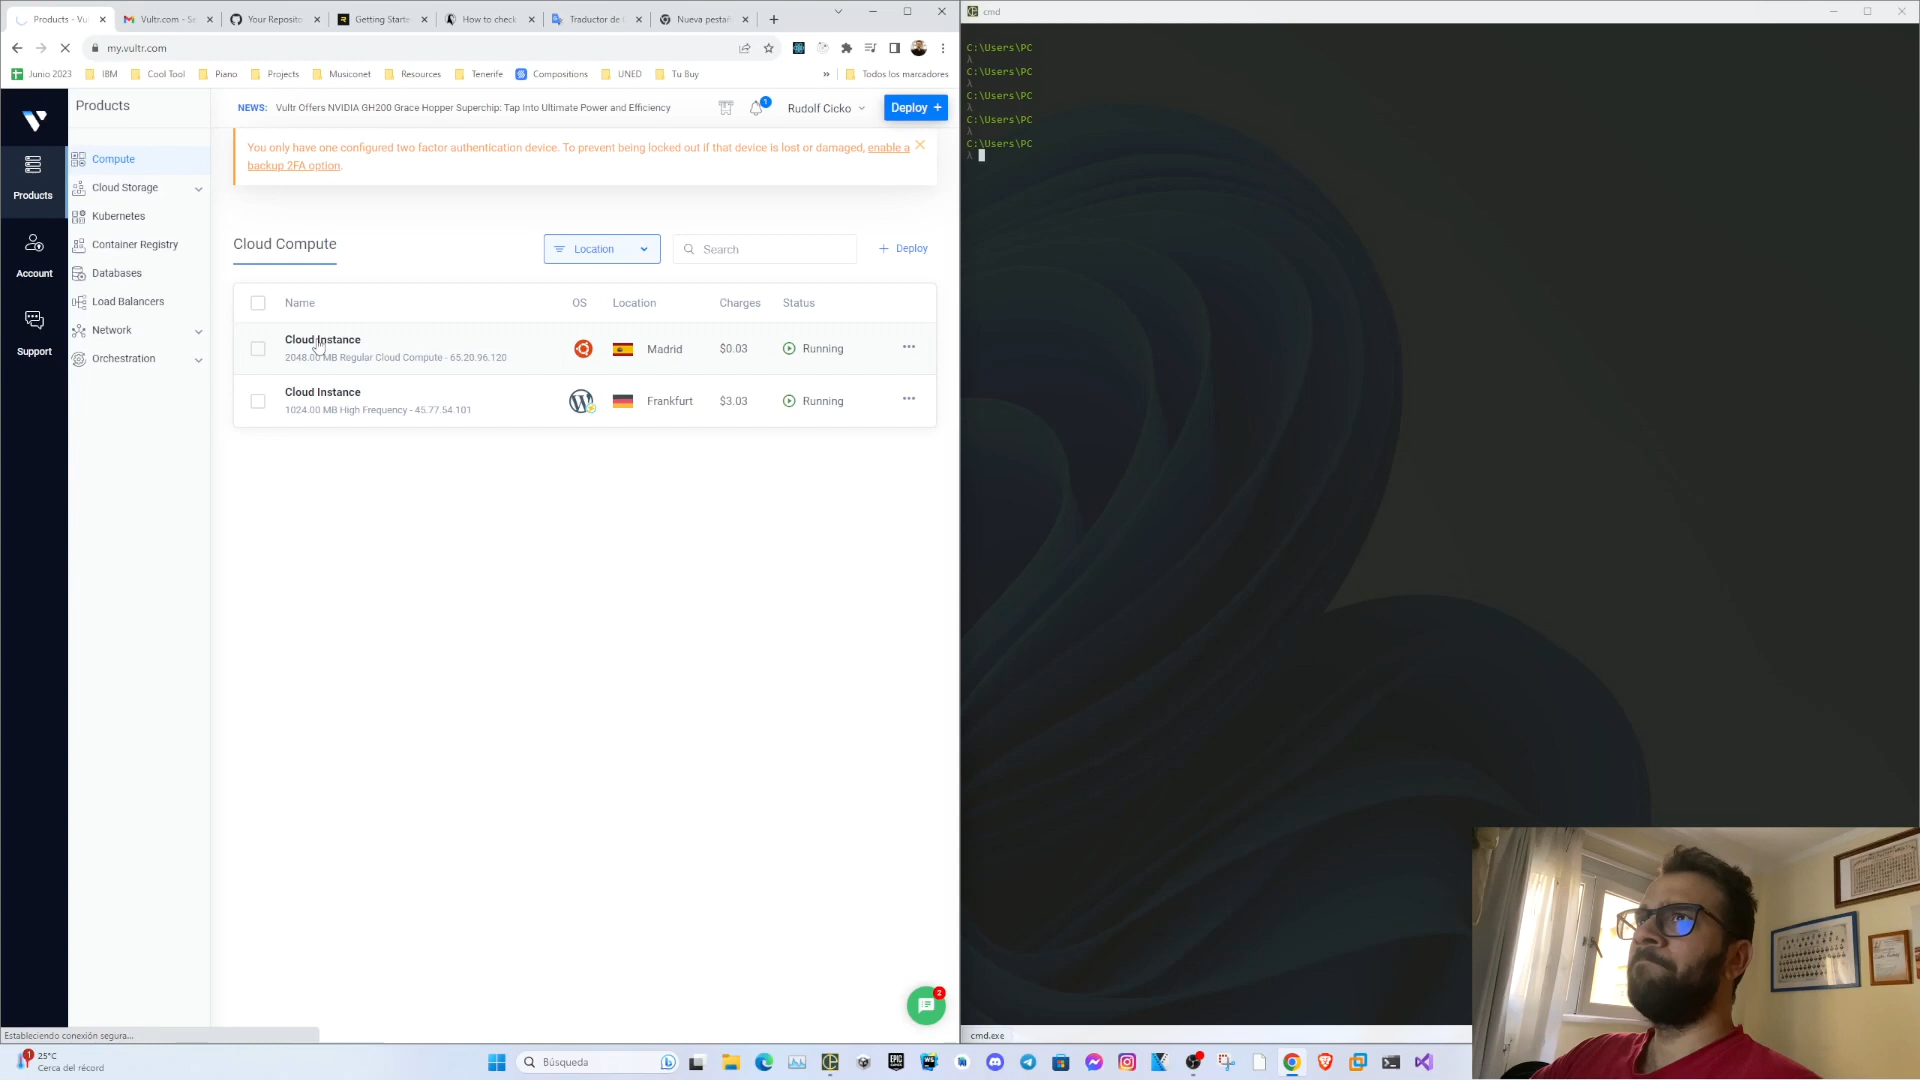 Products - Vul
Vultr.com - Se
Your Reposito
Getting Starte
How to check
Traductor de
Nueva pestañ
my.vultr.com
Junio 2023
IBM
Cool Tool
Piano
Projects
Musiconet
Resources
Tenerife
Compositions
UNED
Tu Buy
»
Todos los marcadores
Products
NEWS: Vultr Offers NVIDIA GH200 Grace Hopper Superchip: Tap Into Ultimate Power and Efficiency
1
Rudolf Cicko
Deploy +
You only have one configured two factor authentication device. To prevent being locked out if that device is lost or damaged, enable a
backup 2FA option.
Products
Account
Support
Compute
Cloud Storage
Kubernetes
Container Registry
Databases
Load Balancers
Network
Orchestration
Cloud Compute
Location
Search
+ Deploy
Name OS Location Charges Status
Cloud Instance
2048.00 MB Regular Cloud Compute - 65.20.96.120
Madrid $0.03 Running
Cloud Instance
1024.00 MB High Frequency - 45.77.54.101
Frankfurt $3.03 Running
2
Estableciendo conexión segura...
cmd
C:\Users\PC
λ
C:\Users\PC
λ
C:\Users\PC
λ
C:\Users\PC
λ
C:\Users\PC
λ
cmd.exe
1
25°C
Cerca del récord
Búsqueda